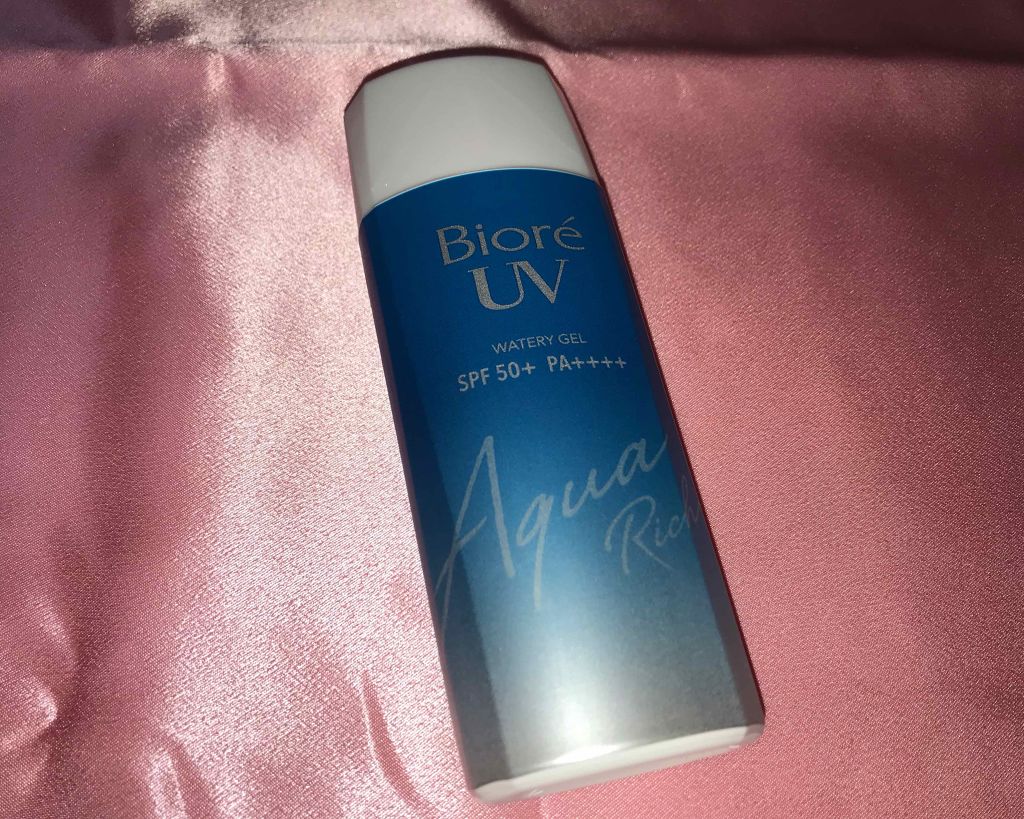 Bioré
UV
WATERY GEL
SPF 50+ PA++++
Aqua
Rich